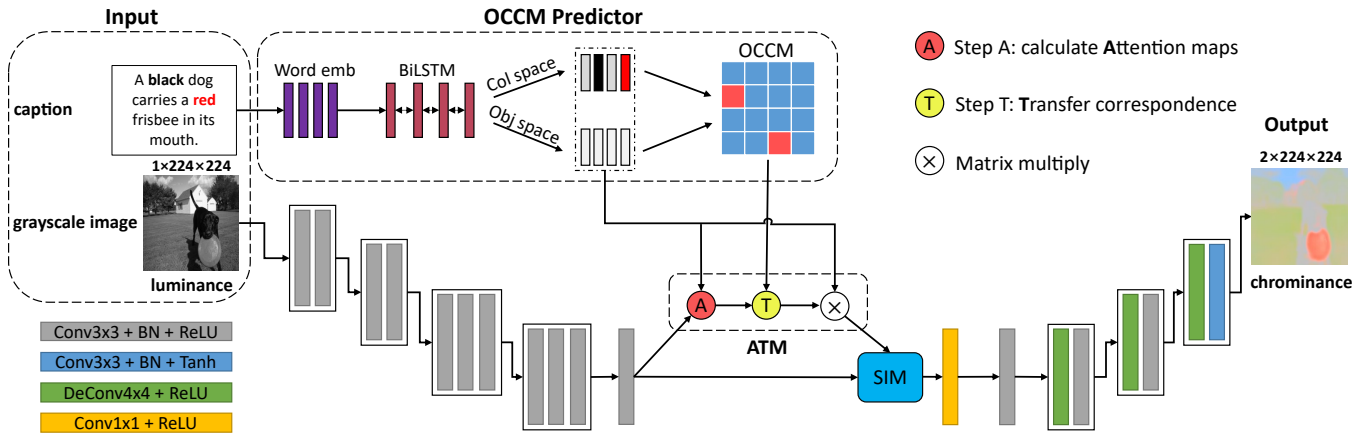 Input
OCCM Predictor
caption
A black dog
carries a red
frisbee in its
mouth.
Word emb
BiLSTM
Col space
Obj space
OCCM
A
Step A: calculate Attention maps
T
Step T: Transfer correspondence
×
Matrix multiply
Output
2×224×224
chrominance
1×224×224
grayscale image
luminance
A
T
×
ATM
SIM
Conv3x3 + BN + ReLU
Conv3x3 + BN + Tanh
DeConv4x4 + ReLU
Conv1x1 + ReLU